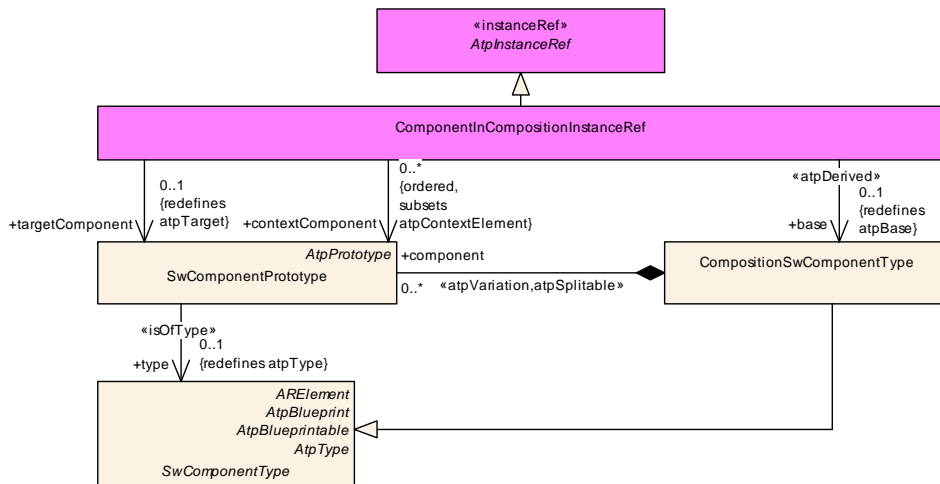 «instanceRef»
AtpInstanceRef
ComponentInCompositionInstanceRef
0..1
{redefines
atpTarget}
+targetComponent
0..*
{ordered,
subsets
atpContextElement}
+contextComponent
«atpDerived»
0..1
{redefines
atpBase}
+base
AtpPrototype
SwComponentPrototype
+component
0..*
«atpVariation,atpSplitable»
CompositionSwComponentType
«isOfType»
0..1
{redefines atpType}
+type
ARElement
AtpBlueprint
AtpBlueprintable
AtpType
SwComponentType